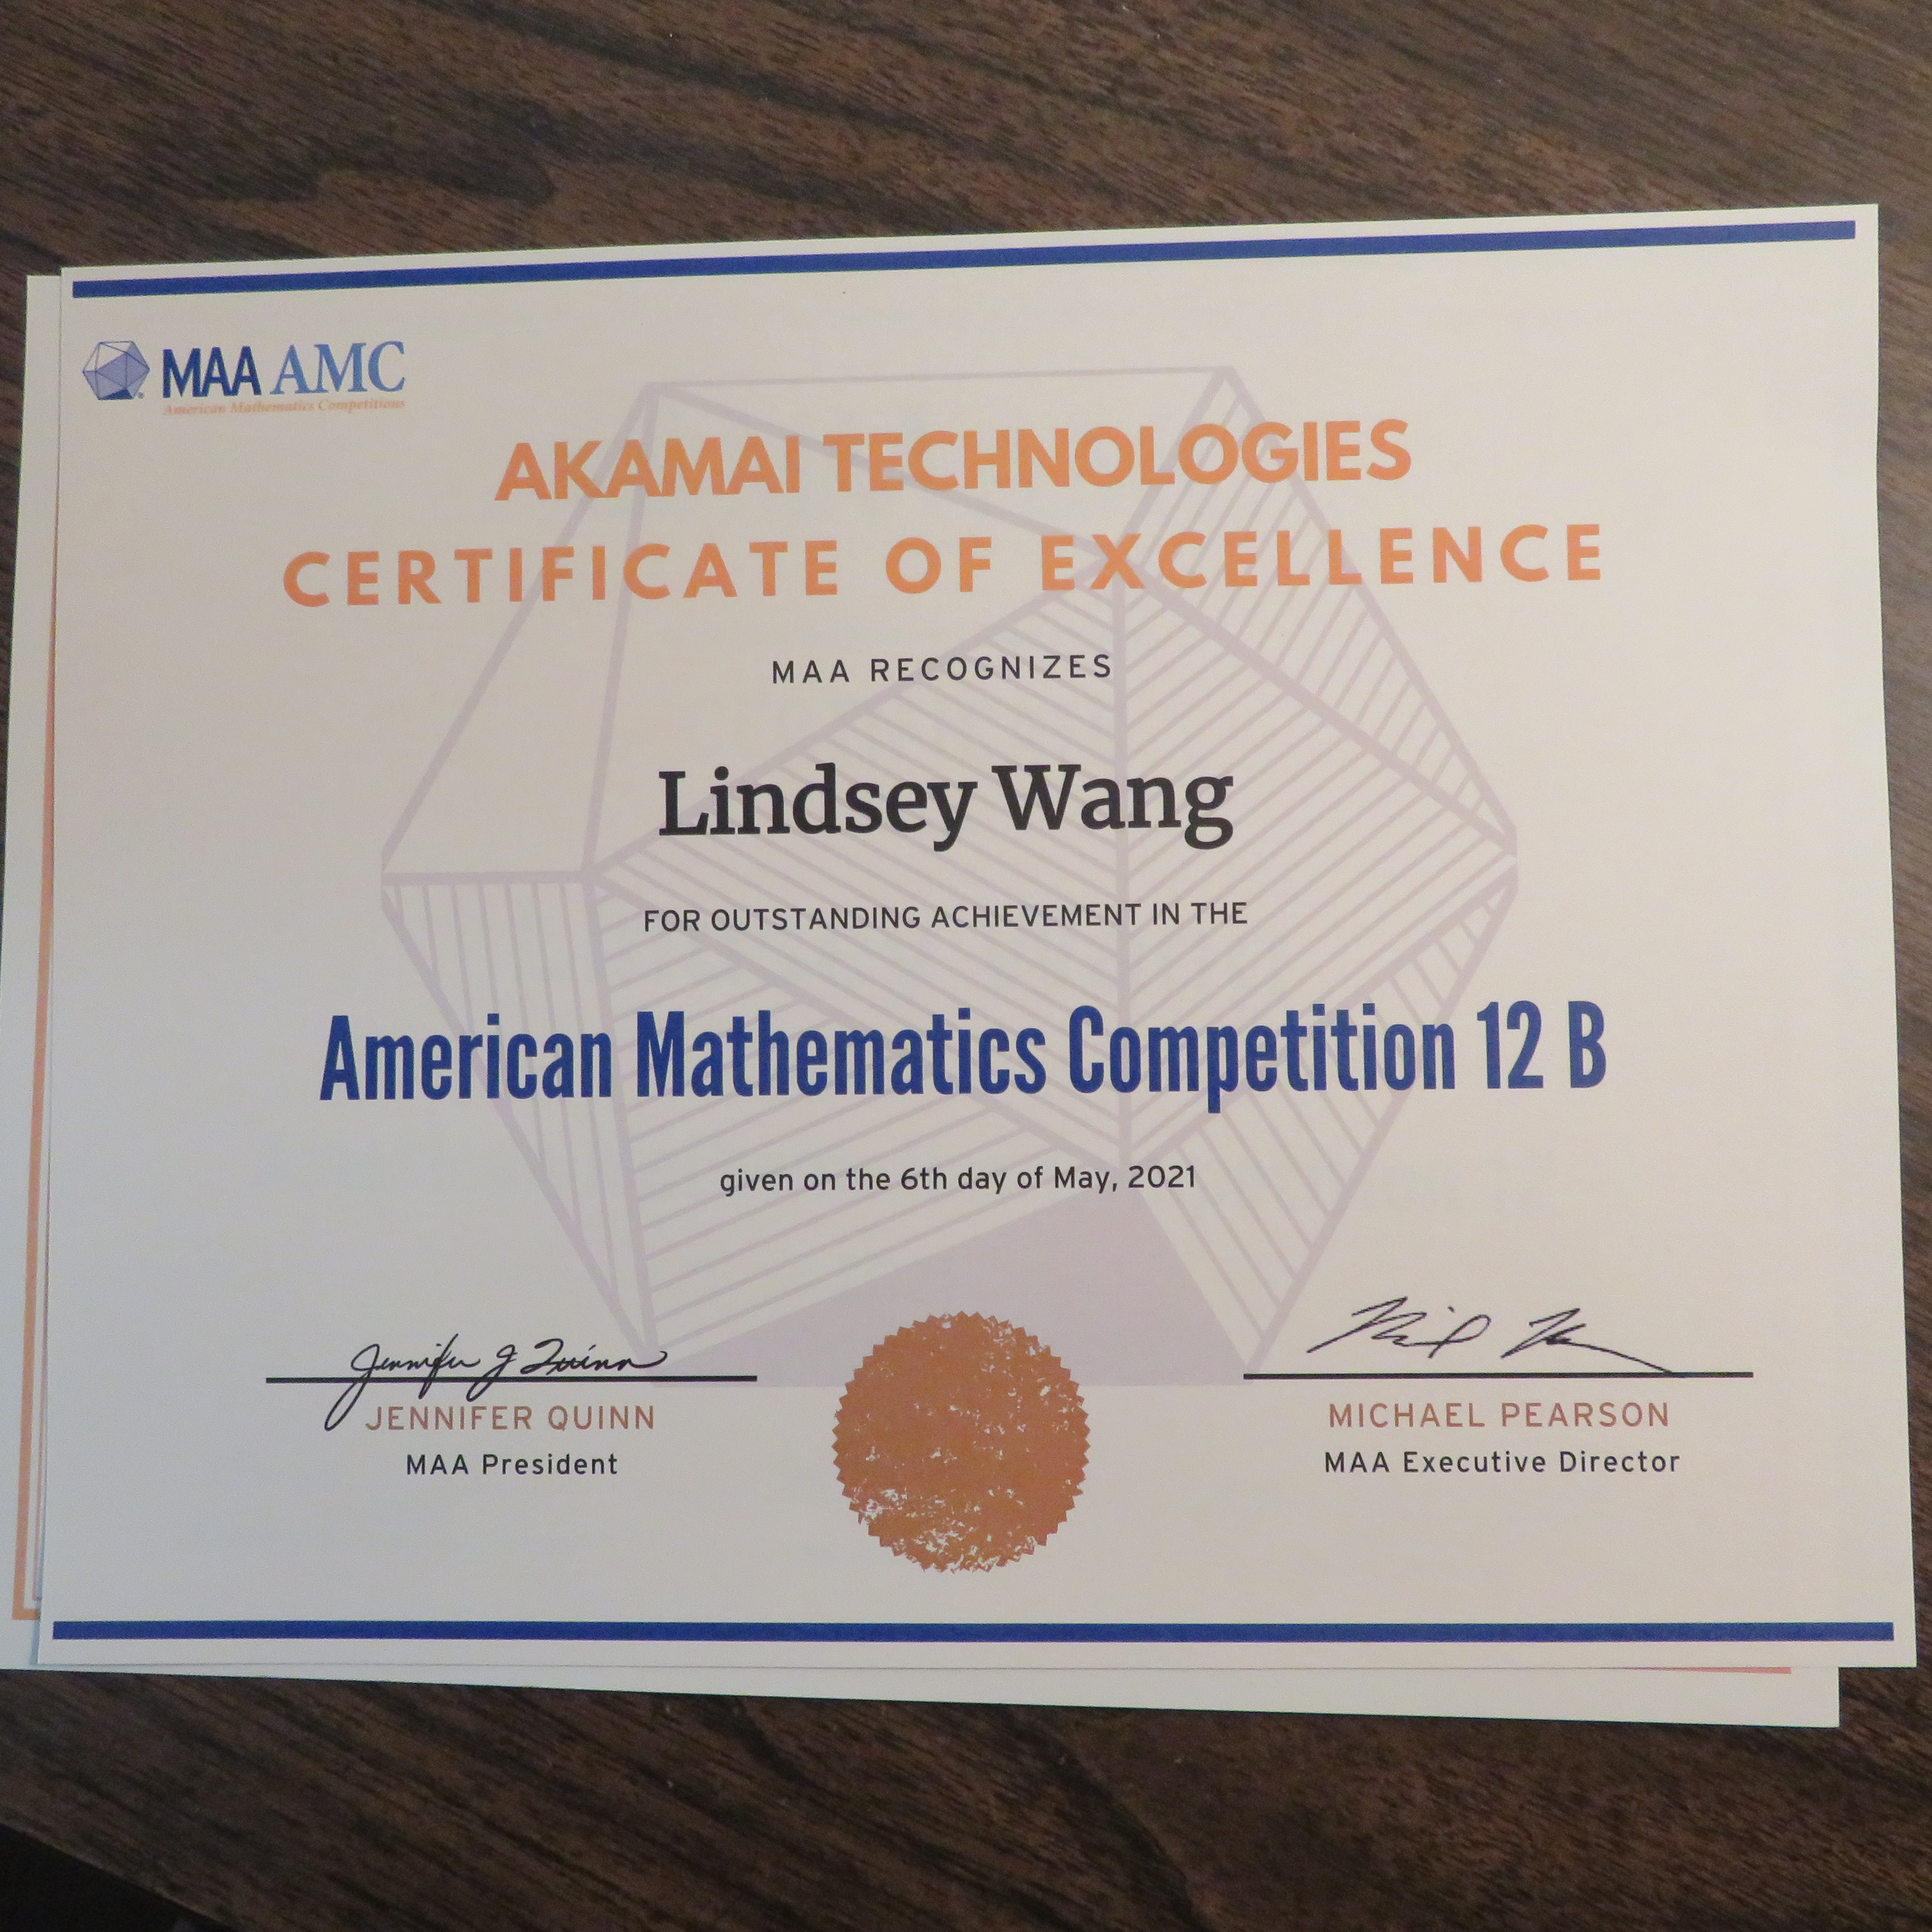 MAA AMC
American Mathematics Competitions
AKAMAI TECHNOLOGIES
CERTIFICATE OF EXCELLENCE
MAA RECOGNIZES
Lindsey Wang
FOR OUTSTANDING ACHIEVEMENT IN THE
American Mathematics Competition 12 B
given on the 6th day of May, 2021
Jennifer J Quinn
JENNIFER QUINN
MAA President
MICHAEL PEARSON
MAA Executive Director